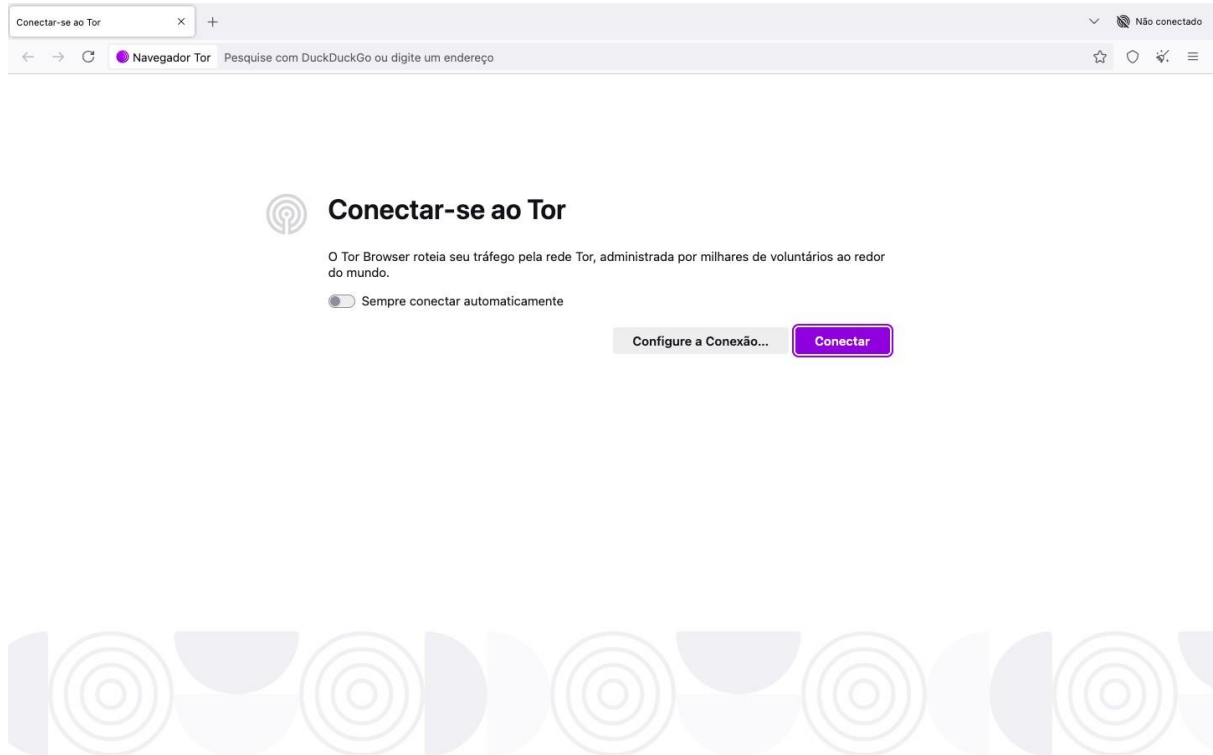 Conectar-se ao Tor
Não conectado
Navegador Tor
Pesquise com DuckDuckGo ou digite um endereço
Conectar-se ao Tor
O Tor Browser roteia seu tráfego pela rede Tor, administrada por milhares de voluntários ao redor
do mundo.
Sempre conectar automaticamente
Configure a Conexão...
Conectar